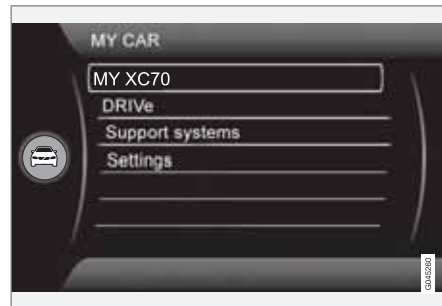 MY CAR
MY XC70
DRIVe
Support systems
Settings
G045260